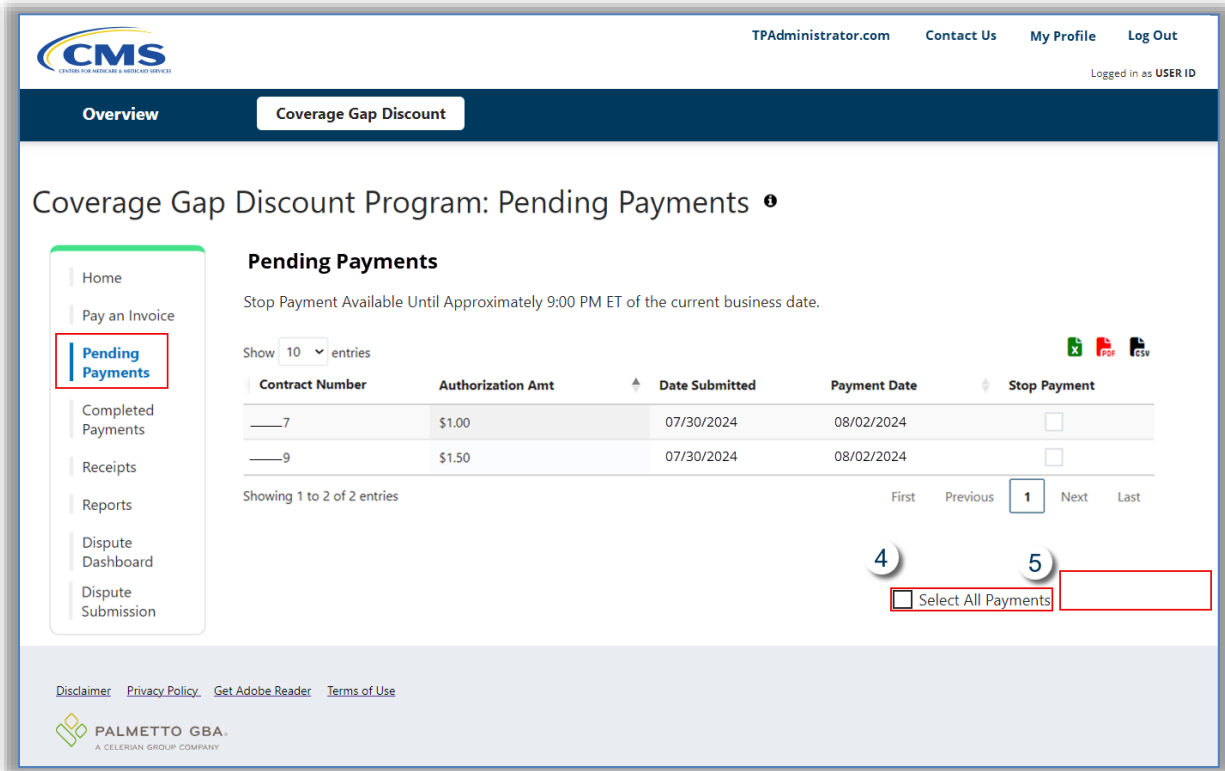 TPAdministrator.com Contact Us My Profile Log Out
CMS
CENTERS FOR MEDICARE & MEDICAID SERVICES
Logged in as USER ID
Overview Coverage Gap Discount
Coverage Gap Discount Program: Pending Payments
Home
Pay an Invoice
Pending
Payments
Completed
Payments
Receipts
Reports
Dispute
Dashboard
Dispute
Submission
Pending Payments
Stop Payment Available Until Approximately 9:00 PM ET of the current business date.
Show 10 entries
PDF CSV
Contract Number Authorization Amt Date Submitted Payment Date Stop Payment
7 $1.00 07/30/2024 08/02/2024
9 $1.50 07/30/2024 08/02/2024
Showing 1 to 2 of 2 entries First Previous 1 Next Last
4 5
Select All Payments
Disclaimer Privacy Policy Get Adobe Reader Terms of Use
PALMETTO GBA.
A CELERIAN GROUP COMPANY